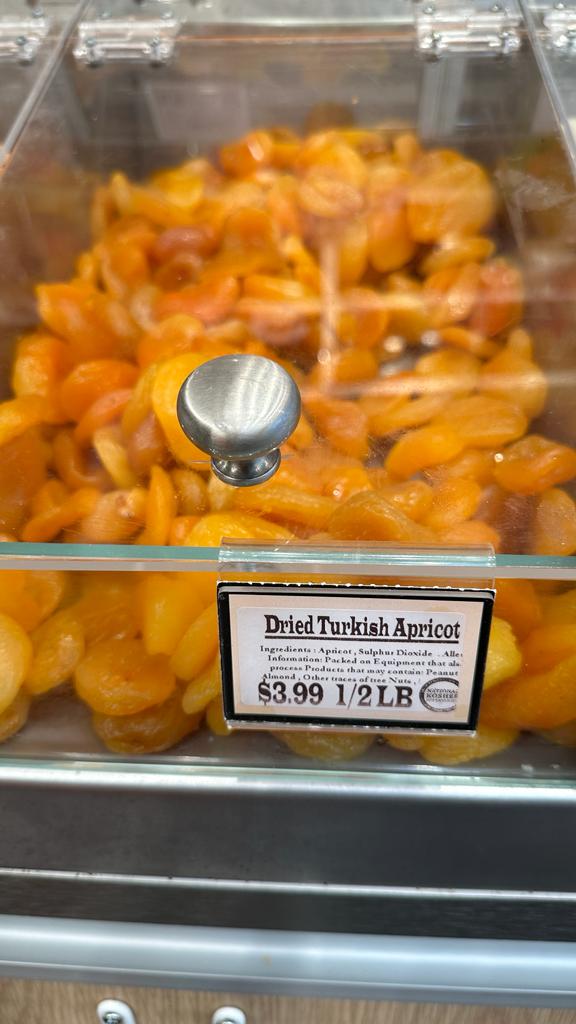 Dried Turkish Apricot
Ingredients : Apricot , Sulphur Dioxide . Alle
Information: Packed on Equipment that als
process Products that may contain: Peanut
Almond , Other traces of tree Nuts ,
$3.99 1/2 LB
NATIONAL
KOSHER